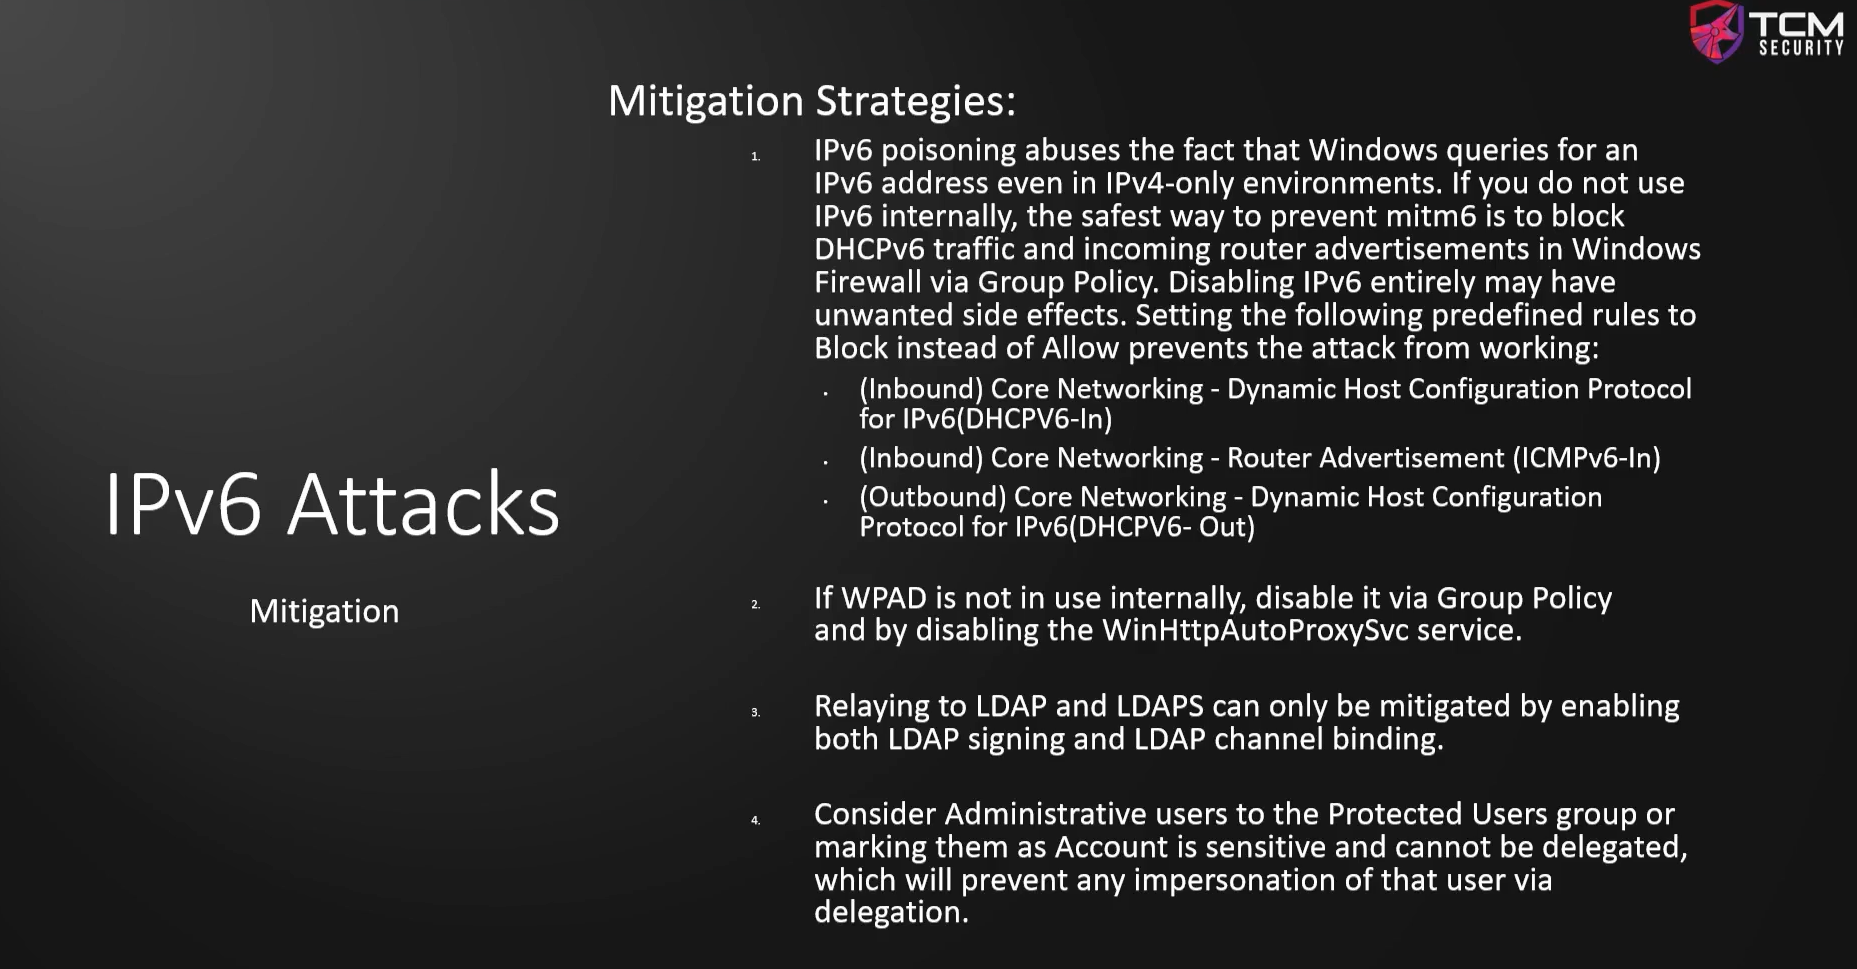 TCM
SECURITY
Mitigation Strategies:
1. IPv6 poisoning abuses the fact that Windows queries for an
IPv6 address even in IPv4-only environments. If you do not use
IPv6 internally, the safest way to prevent mitm6 is to block
DHCPv6 traffic and incoming router advertisements in Windows
Firewall via Group Policy. Disabling IPv6 entirely may have
unwanted side effects. Setting the following predefined rules to
Block instead of Allow prevents the attack from working:
• (Inbound) Core Networking - Dynamic Host Configuration Protocol
for IPv6(DHCPV6-In)
• (Inbound) Core Networking - Router Advertisement (ICMPv6-In)
• (Outbound) Core Networking - Dynamic Host Configuration
Protocol for IPv6(DHCPV6- Out)
IPv6 Attacks
Mitigation
2. If WPAD is not in use internally, disable it via Group Policy
and by disabling the WinHttpAutoProxySvc service.
3. Relaying to LDAP and LDAPS can only be mitigated by enabling
both LDAP signing and LDAP channel binding.
4. Consider Administrative users to the Protected Users group or
marking them as Account is sensitive and cannot be delegated,
which will prevent any impersonation of that user via
delegation.